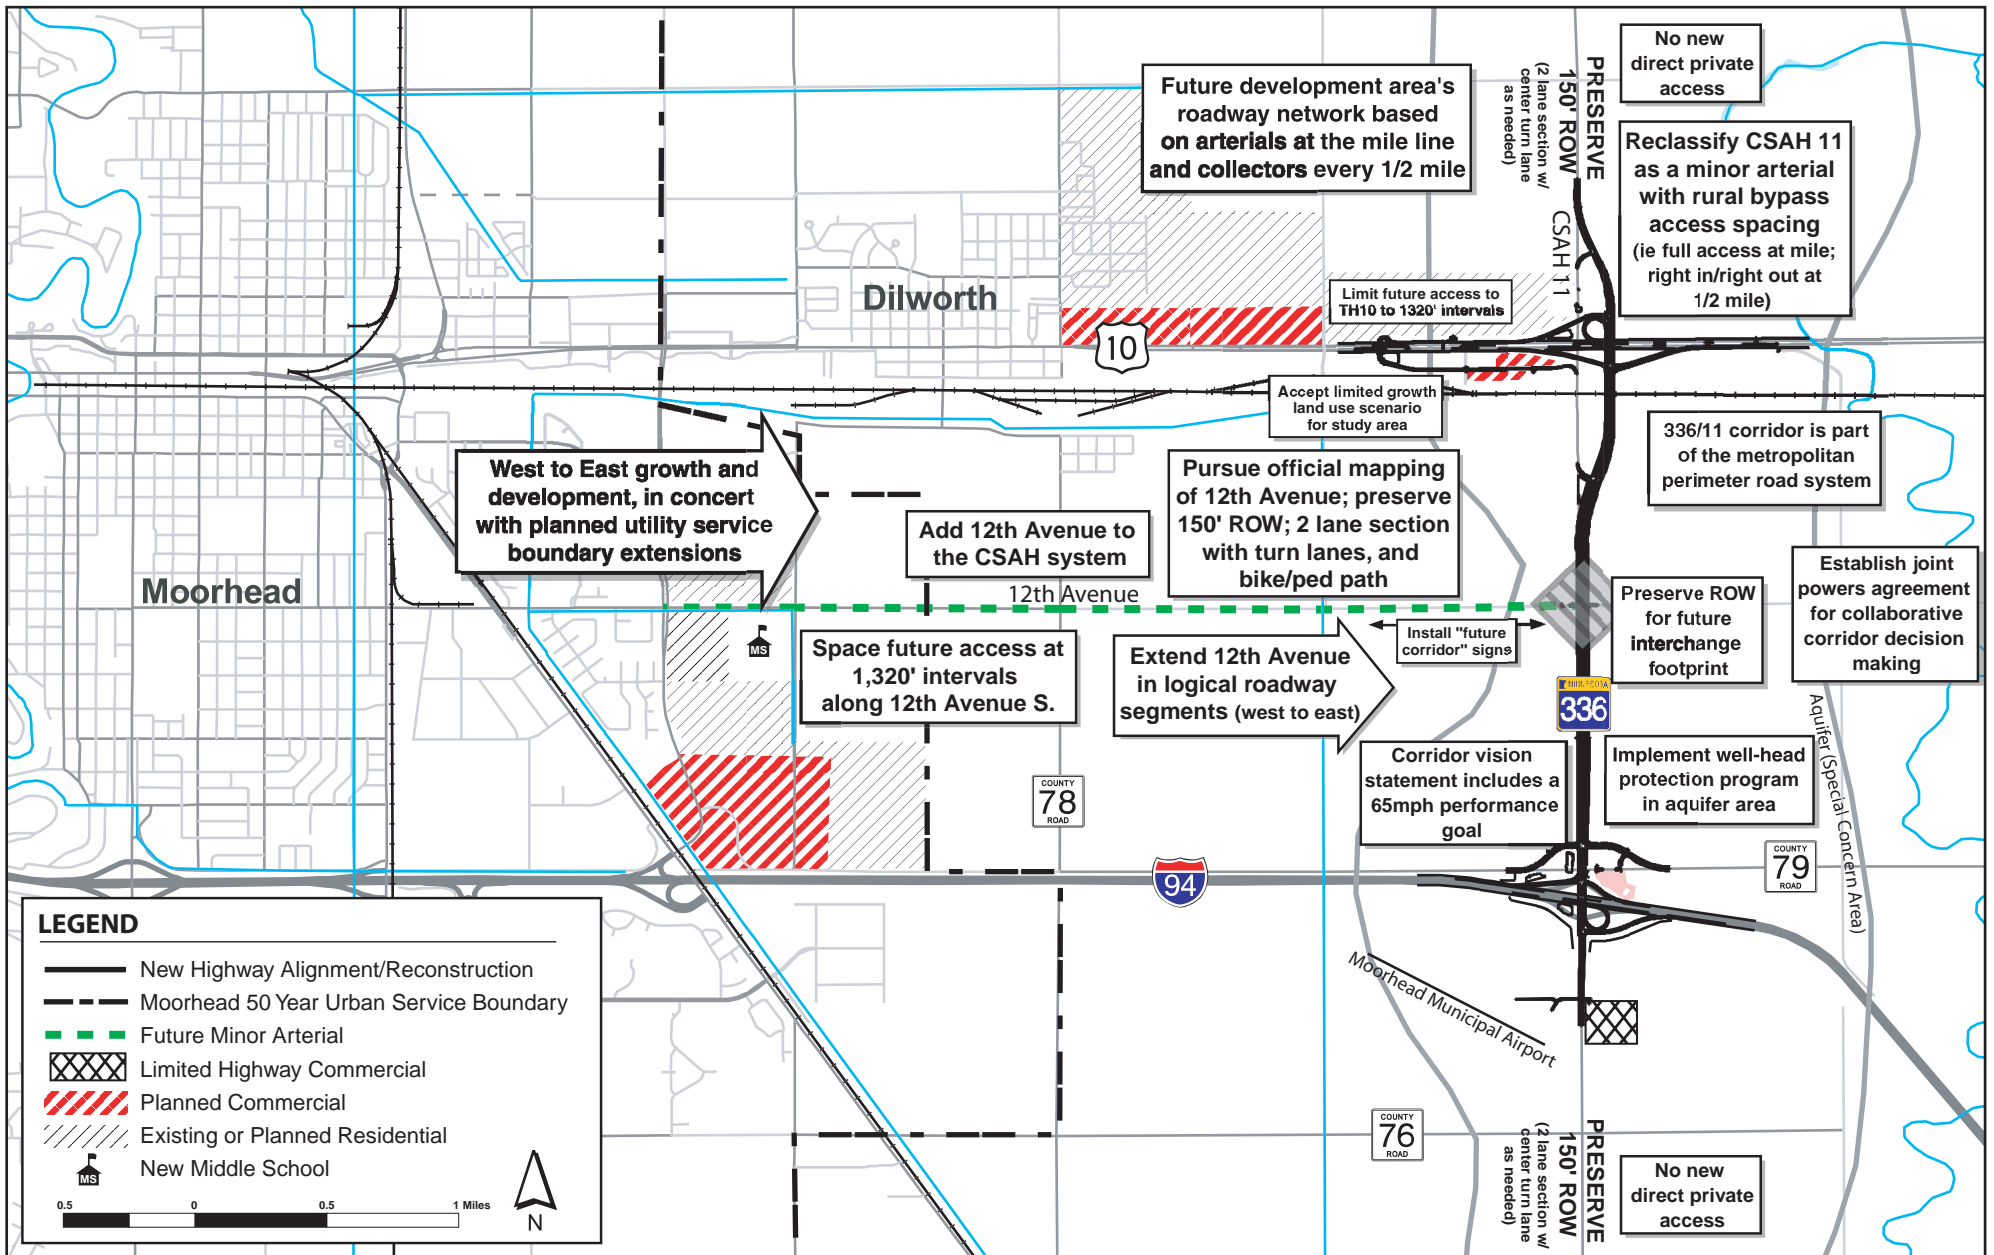 Future development area's
roadway network based
on arterials at the mile line
and collectors every 1/2 mile
PRESERVE
150' ROW
(2 lane section w/
center turn lane
as needed)
No new
direct private
access
Reclassify CSAH 11
as a minor arterial
with rural bypass
access spacing
(ie full access at mile;
right in/right out at
1/2 mile)
CSAH 11
Dilworth
Limit future access to
TH10 to 1320' intervals
10
Accept limited growth
land use scenario
for study area
336/11 corridor is part
of the metropolitan
perimeter road system
West to East growth and
development, in concert
with planned utility service
boundary extensions
Pursue official mapping
of 12th Avenue; preserve
150' ROW; 2 lane section
with turn lanes, and
bike/ped path
Add 12th Avenue to
the CSAH system
12th Avenue
Moorhead
Establish joint
powers agreement
for collaborative
corridor decision
making
Preserve ROW
for future
interchange
footprint
Install "future
corridor" signs
MS
Space future access at
1,320' intervals
along 12th Avenue S.
Extend 12th Avenue
in logical roadway
segments (west to east)
MINNESOTA
336
Corridor vision
statement includes a
65mph performance
goal
Implement well-head
protection program
in aquifer area
Aquifer (Special Concern Area)
COUNTY
78
ROAD
COUNTY
79
ROAD
94
Moorhead Municipal Airport
COUNTY
76
ROAD
PRESERVE
150' ROW
(2 lane section w/
center turn lane
as needed)
No new
direct private
access
LEGEND
New Highway Alignment/Reconstruction
Moorhead 50 Year Urban Service Boundary
Future Minor Arterial
Limited Highway Commercial
Planned Commercial
Existing or Planned Residential
MS
New Middle School
0.5 0 0.5 1 Miles
N